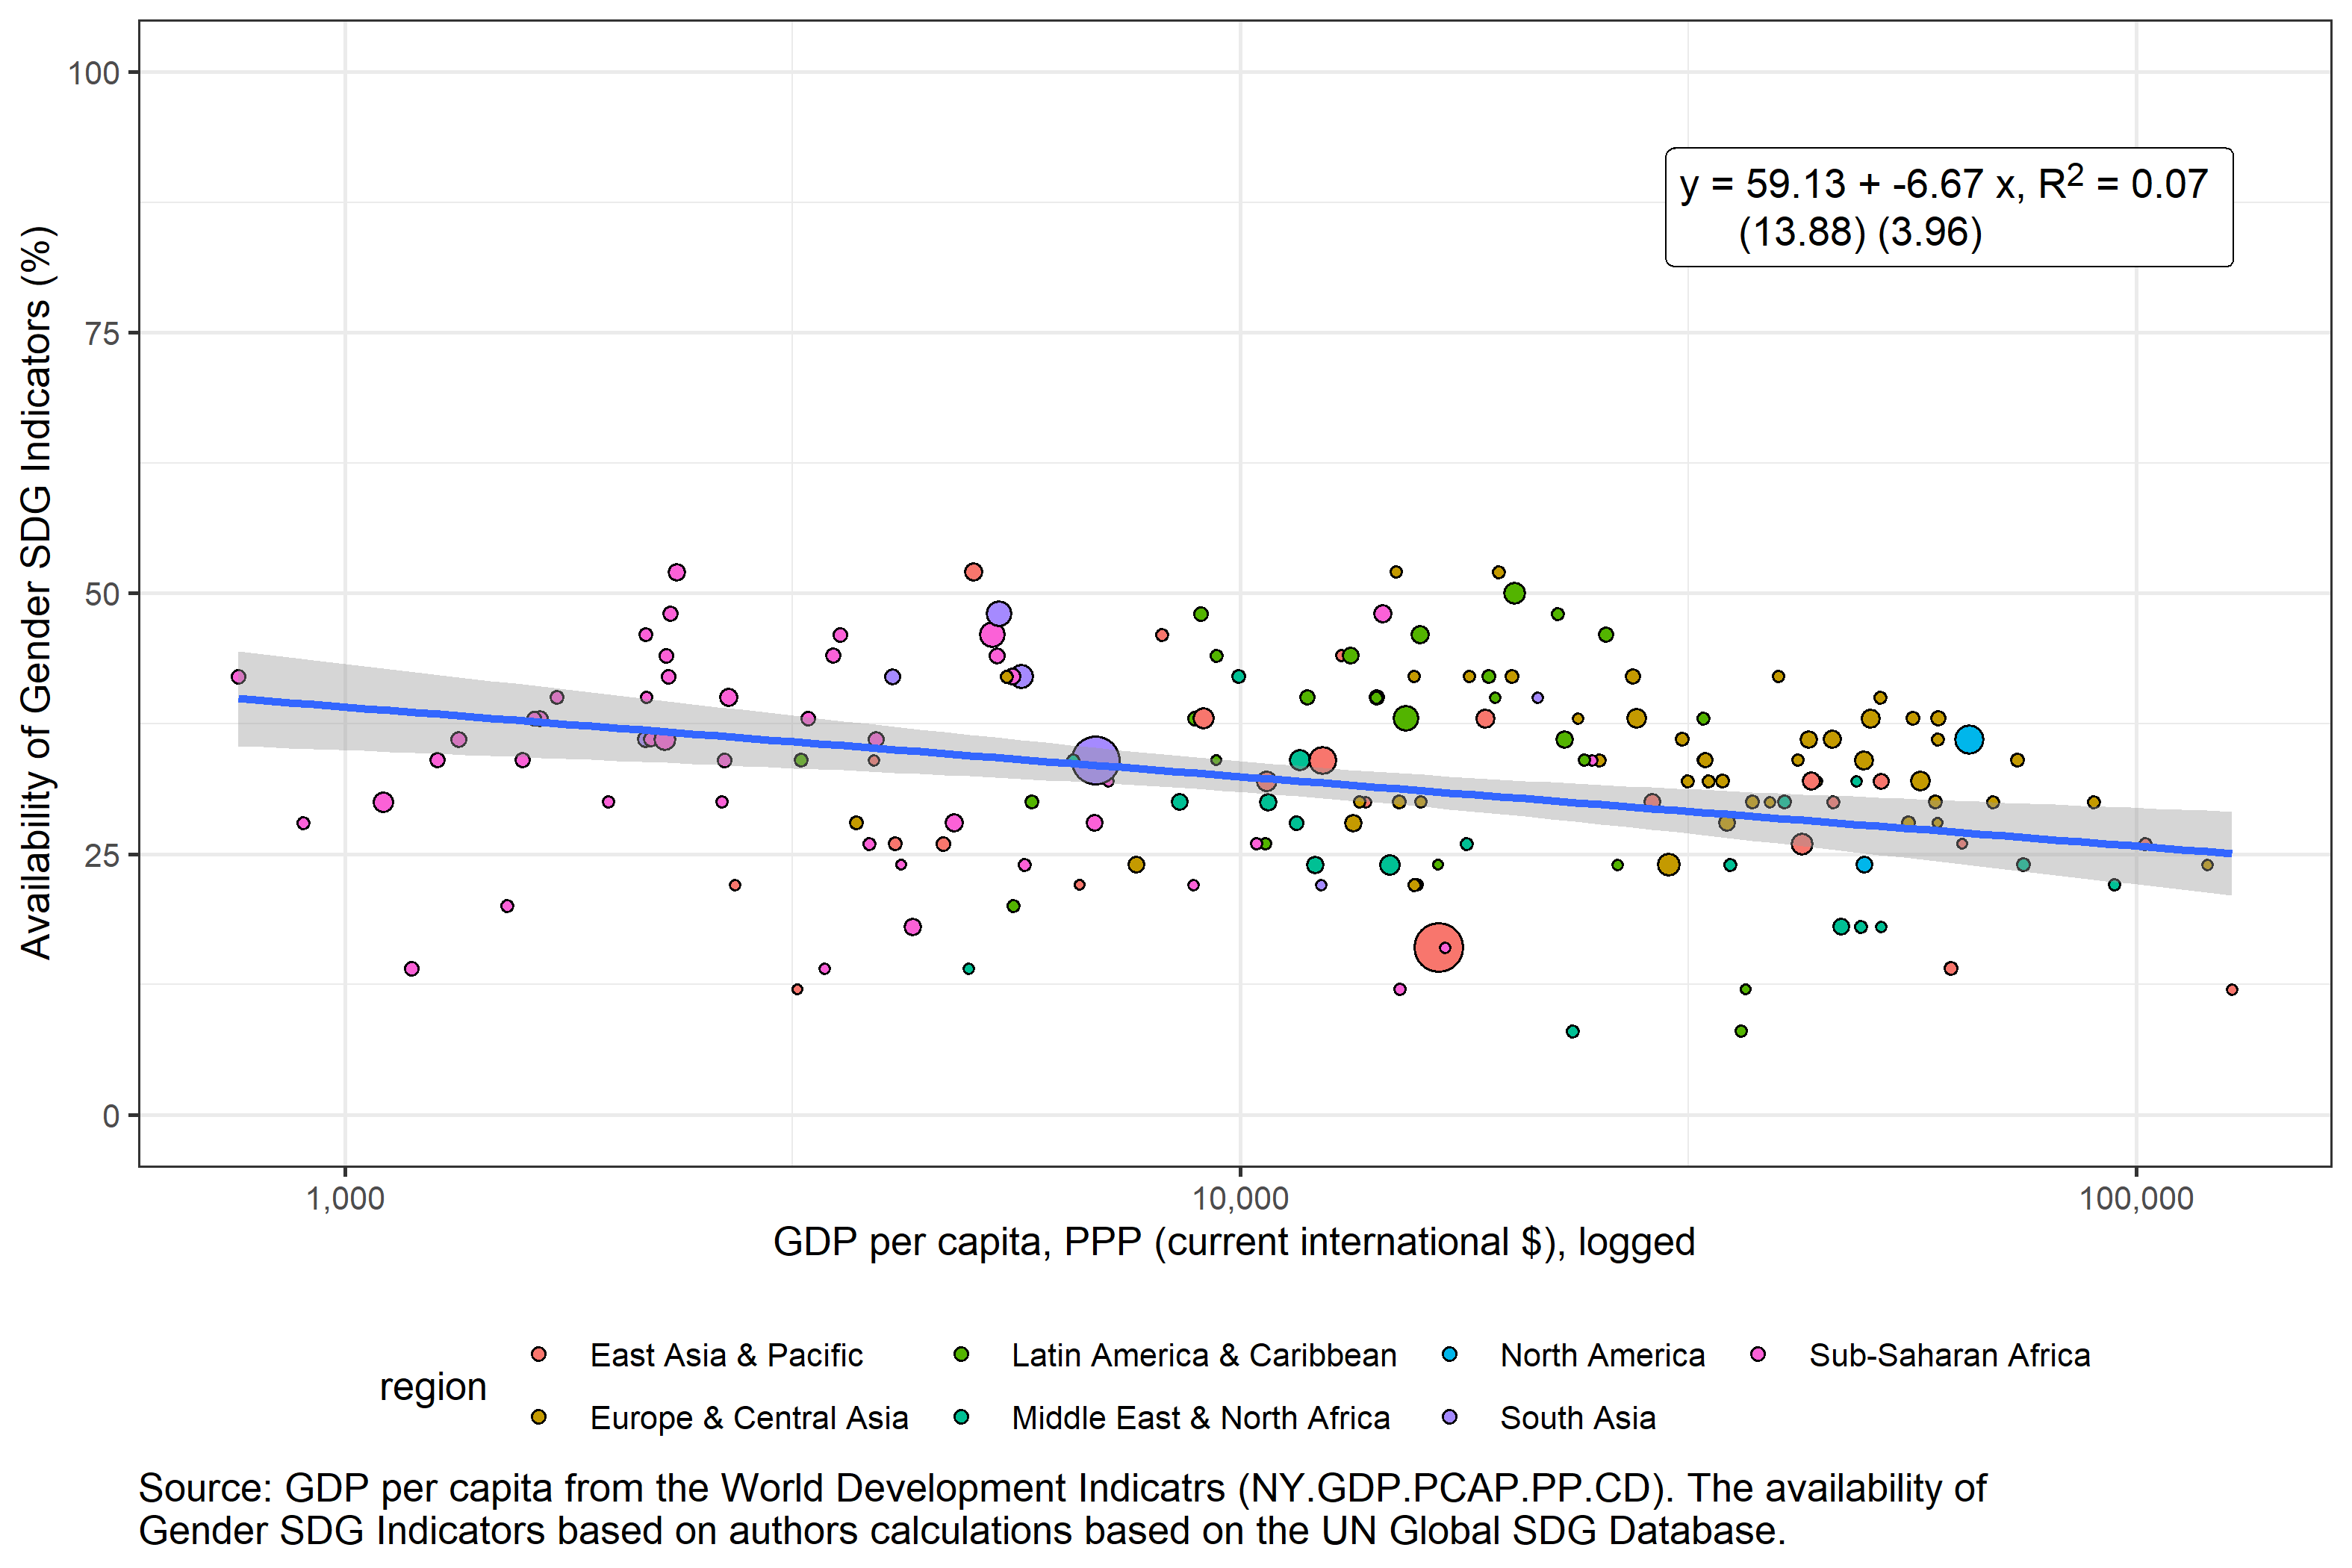 100
75
50
25
0
Availability of Gender SDG Indicators (%)
y = 59.13 + -6.67 x, R² = 0.07
(13.88) (3.96)
1,000
10,000
100,000
GDP per capita, PPP (current international $), logged
region
East Asia & Pacific
Latin America & Caribbean
North America
Sub-Saharan Africa
Europe & Central Asia
Middle East & North Africa
South Asia
Source: GDP per capita from the World Development Indicatrs (NY.GDP.PCAP.PP.CD). The availability of
Gender SDG Indicators based on authors calculations based on the UN Global SDG Database.